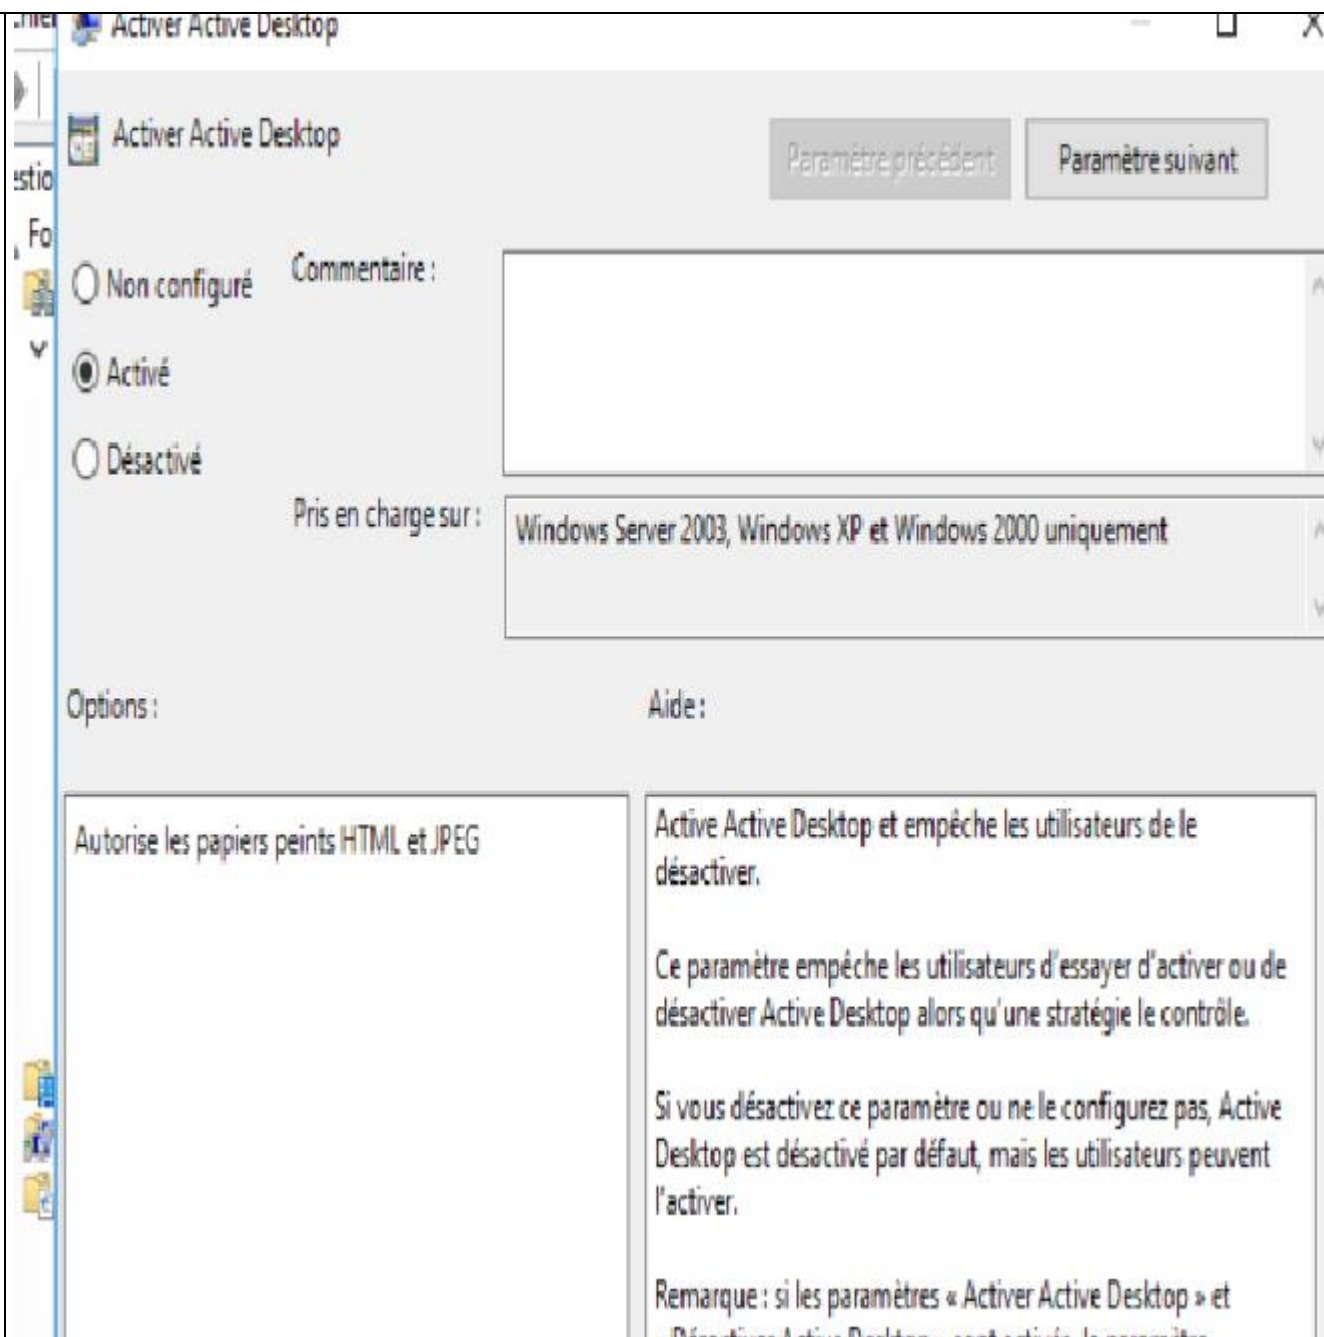 Activer Active Desktop
Activer Active Desktop
Paramètre précédent
Paramètre suivant
estio
Fo
Non configuré
Commentaire :
Activé
Désactivé
Pris en charge sur :
Windows Server 2003, Windows XP et Windows 2000 uniquement
Options :
Aide :
Autorise les papiers peints HTML et JPEG
Active Active Desktop et empêche les utilisateurs de le
désactiver.
Ce paramètre empêche les utilisateurs d'essayer d'activer ou de
désactiver Active Desktop alors qu'une stratégie le contrôle.
Si vous désactivez ce paramètre ou ne le configurez pas, Active
Desktop est désactivé par défaut, mais les utilisateurs peuvent
l'activer.
Remarque : si les paramètres « Activer Active Desktop » et